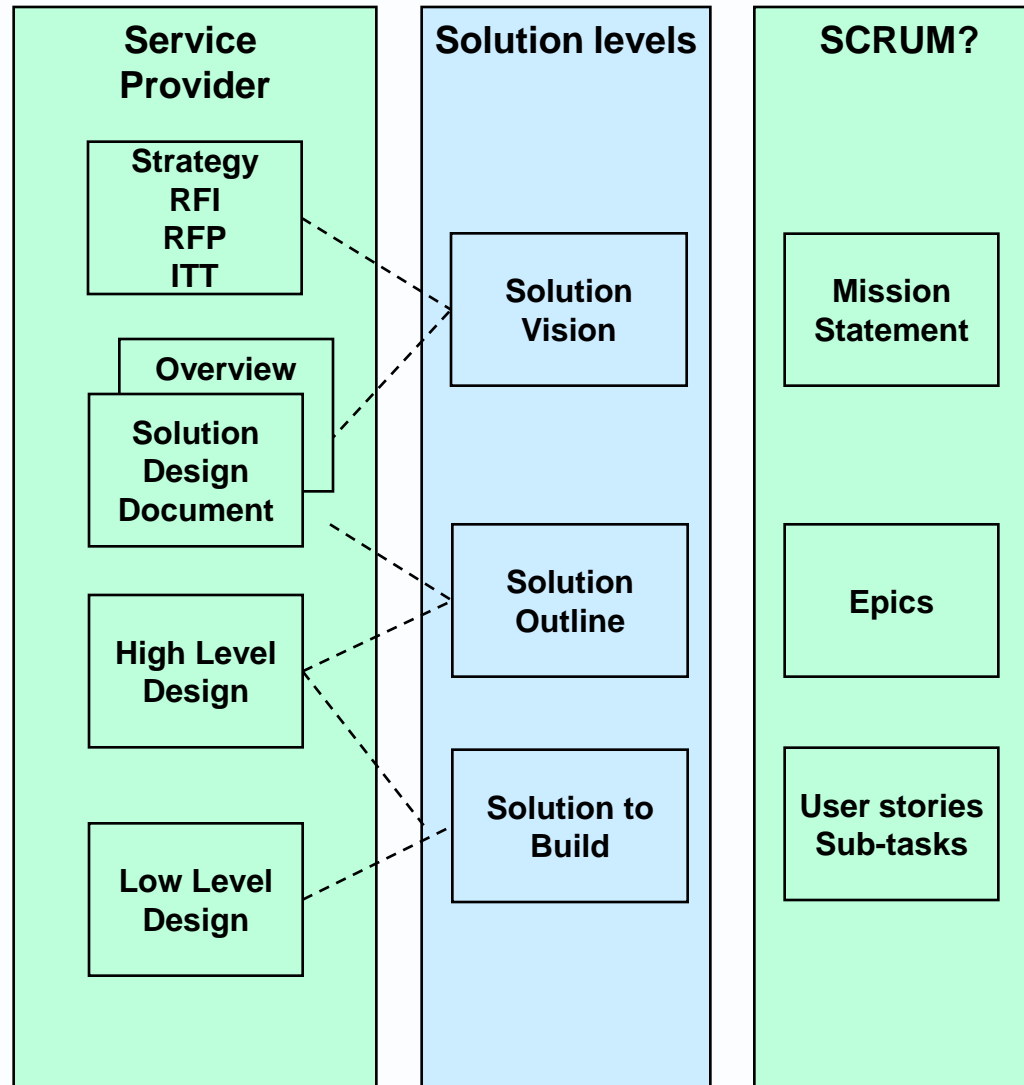 Service
Provider
Strategy
RFI
RFP
ITT
Overview
Solution
Design
Document
High Level
Design
Low Level
Design
Solution levels
Solution
Vision
Solution
Outline
Solution to
Build
SCRUM?
Mission
Statement
Epics
User stories
Sub-tasks